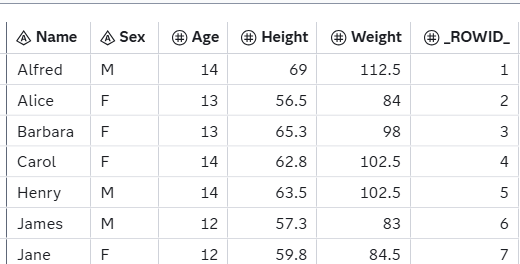 Name Sex Age Height Weight _ROWID_
Alfred M 14 69 112.5 1
Alice F 13 56.5 84 2
Barbara F 13 65.3 98 3
Carol F 14 62.8 102.5 4
Henry M 14 63.5 102.5 5
James M 12 57.3 83 6
Jane F 12 59.8 84.5 7